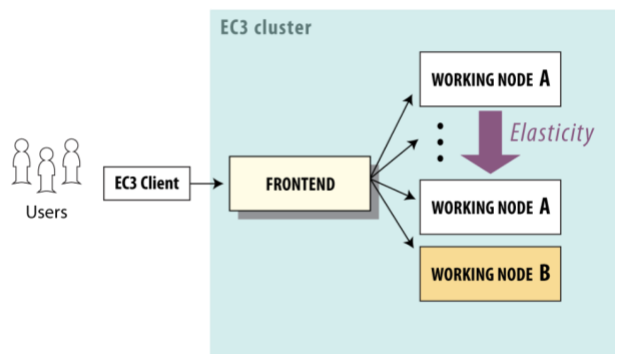 EC3 cluster
WORKING NODE A
Elasticity
EC3 Client
FRONTEND
Users
WORKING NODE A
WORKING NODE B